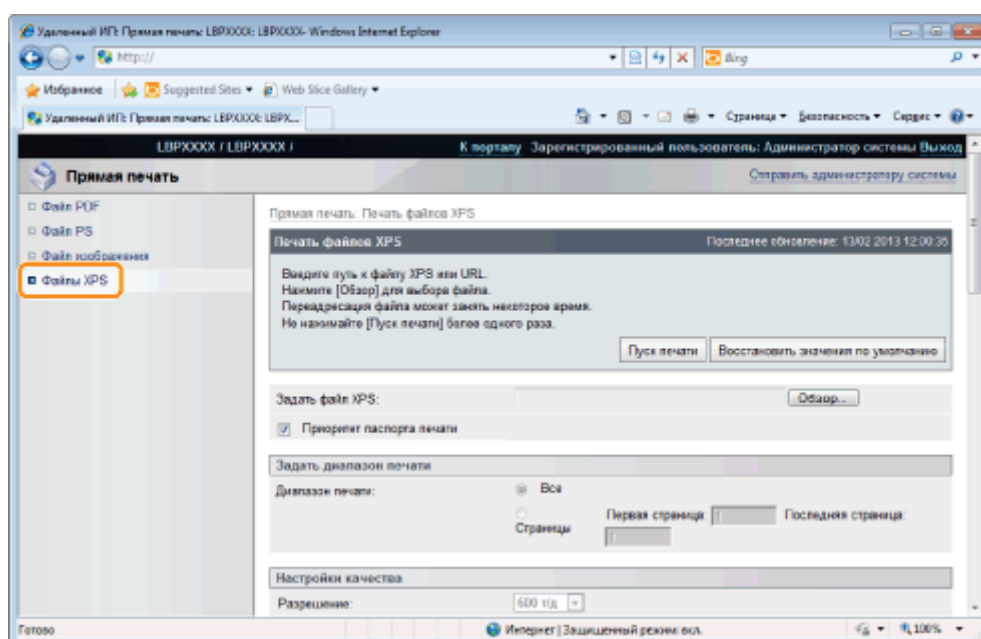 Удаленный ИП: Прямая печать: LBPXXXX: LBPXXXX- Windows Internet Explorer
http://
Bing
Избранное Suggested Sites Web Slice Gallery
Удаленный ИП: Прямая печать: LBPXXXX: LBPX...
Страница Безопасность Сервис
LBPXXXX / LBPXXXX /
К порталу Зарегистрированный пользователь: Администратор системы Выход
Прямая печать
Отправить администратору системы
Файл PDF
Файл PS
Файл изображения
Файлы XPS
Прямая печать: Печать файлов XPS
Печать файлов XPS
Последнее обновление: 13/02 2013 12:00:35
Введите путь к файлу XPS или URL.
Нажмите [Обзор] для выбора файла.
Переадресация файла может занять некоторое время.
Не нажимайте [Пуск печати] более одного раза.
Пуск печати Восстановить значения по умолчанию
Задать файл XPS: Обзор...
Приоритет паспорта печати
Задать диапазон печати
Диапазон печати: Все
Страницы Первая страница: 1 Последняя страница:
1
Настройки качества
Разрешение: 600 т/д
Готово Интернет | Защищенный режим: вкл. 100%